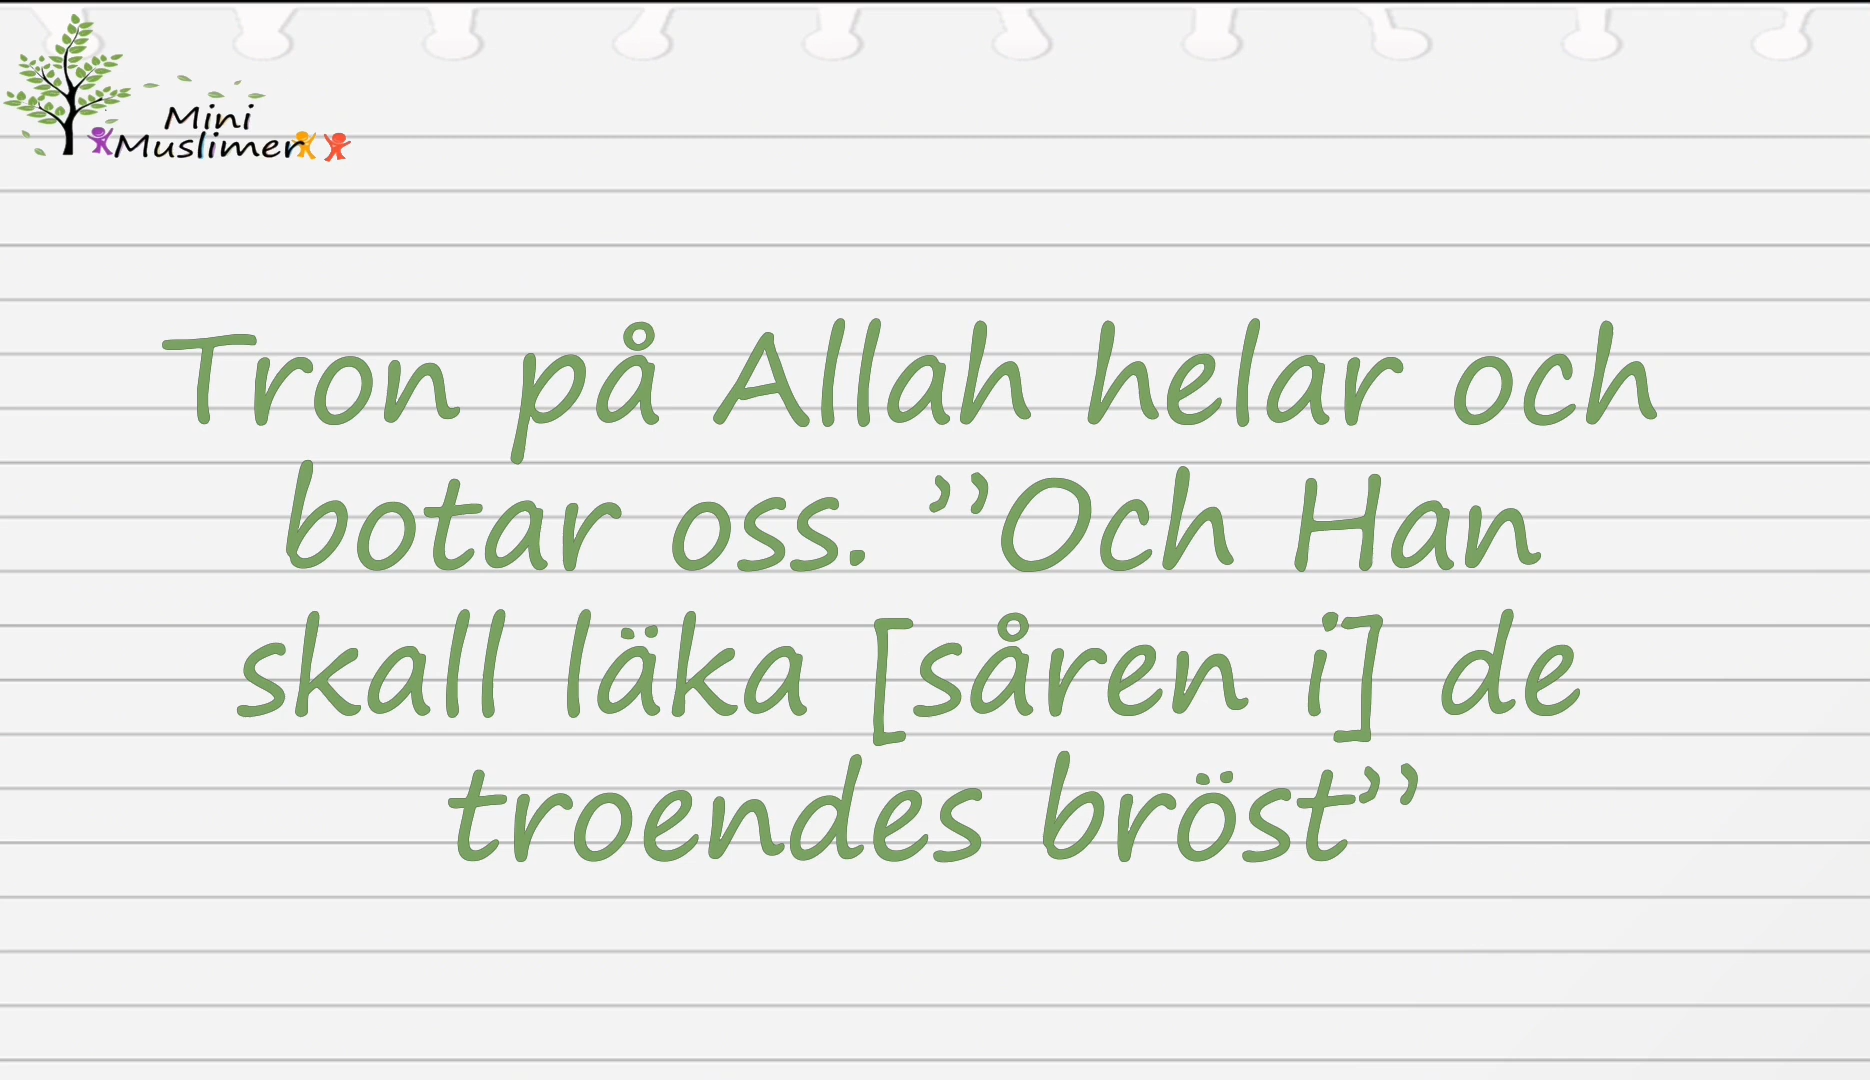 Mini
Muslimer
Tron på Allah helar och
botar oss. ”Och Han
skall läka [såren i] de
troendes bröst”